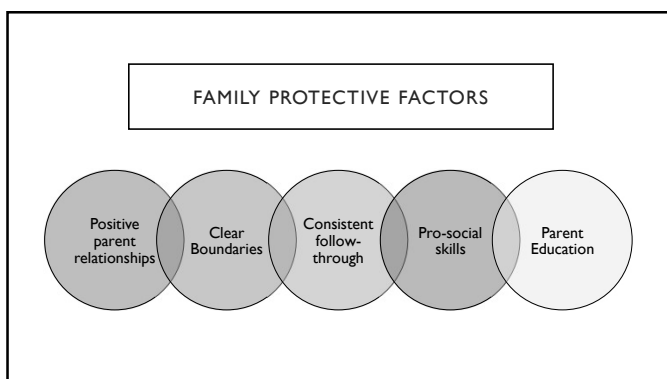 FAMILY PROTECTIVE FACTORS
Positive
parent
relationships
Clear
Boundaries
Consistent
follow-
through
Pro-social
skills
Parent
Education